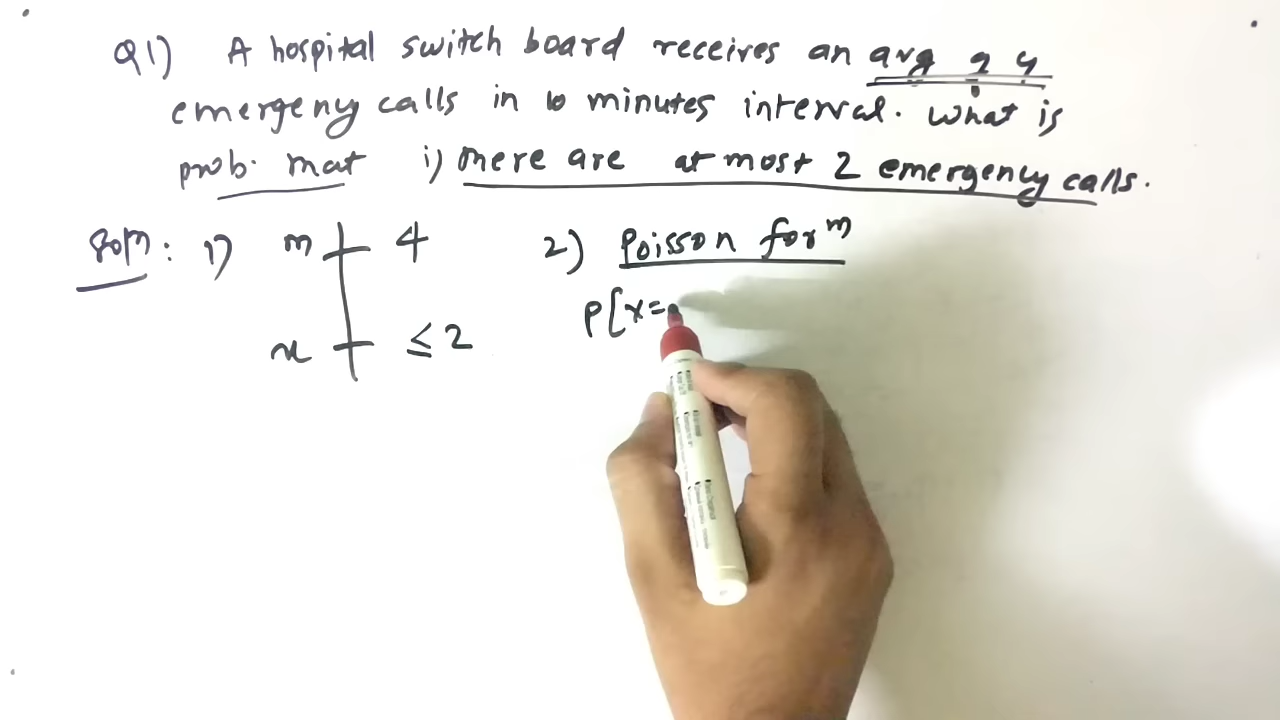 Q1) A hospital switch board receives an avg of 4
emergeny calls in 10 minutes interval. What is
prob. that i) there are at most 2 emergency calls.
Soln: 1) m 4 2) Poisson form
x ≤ 2 P[x=